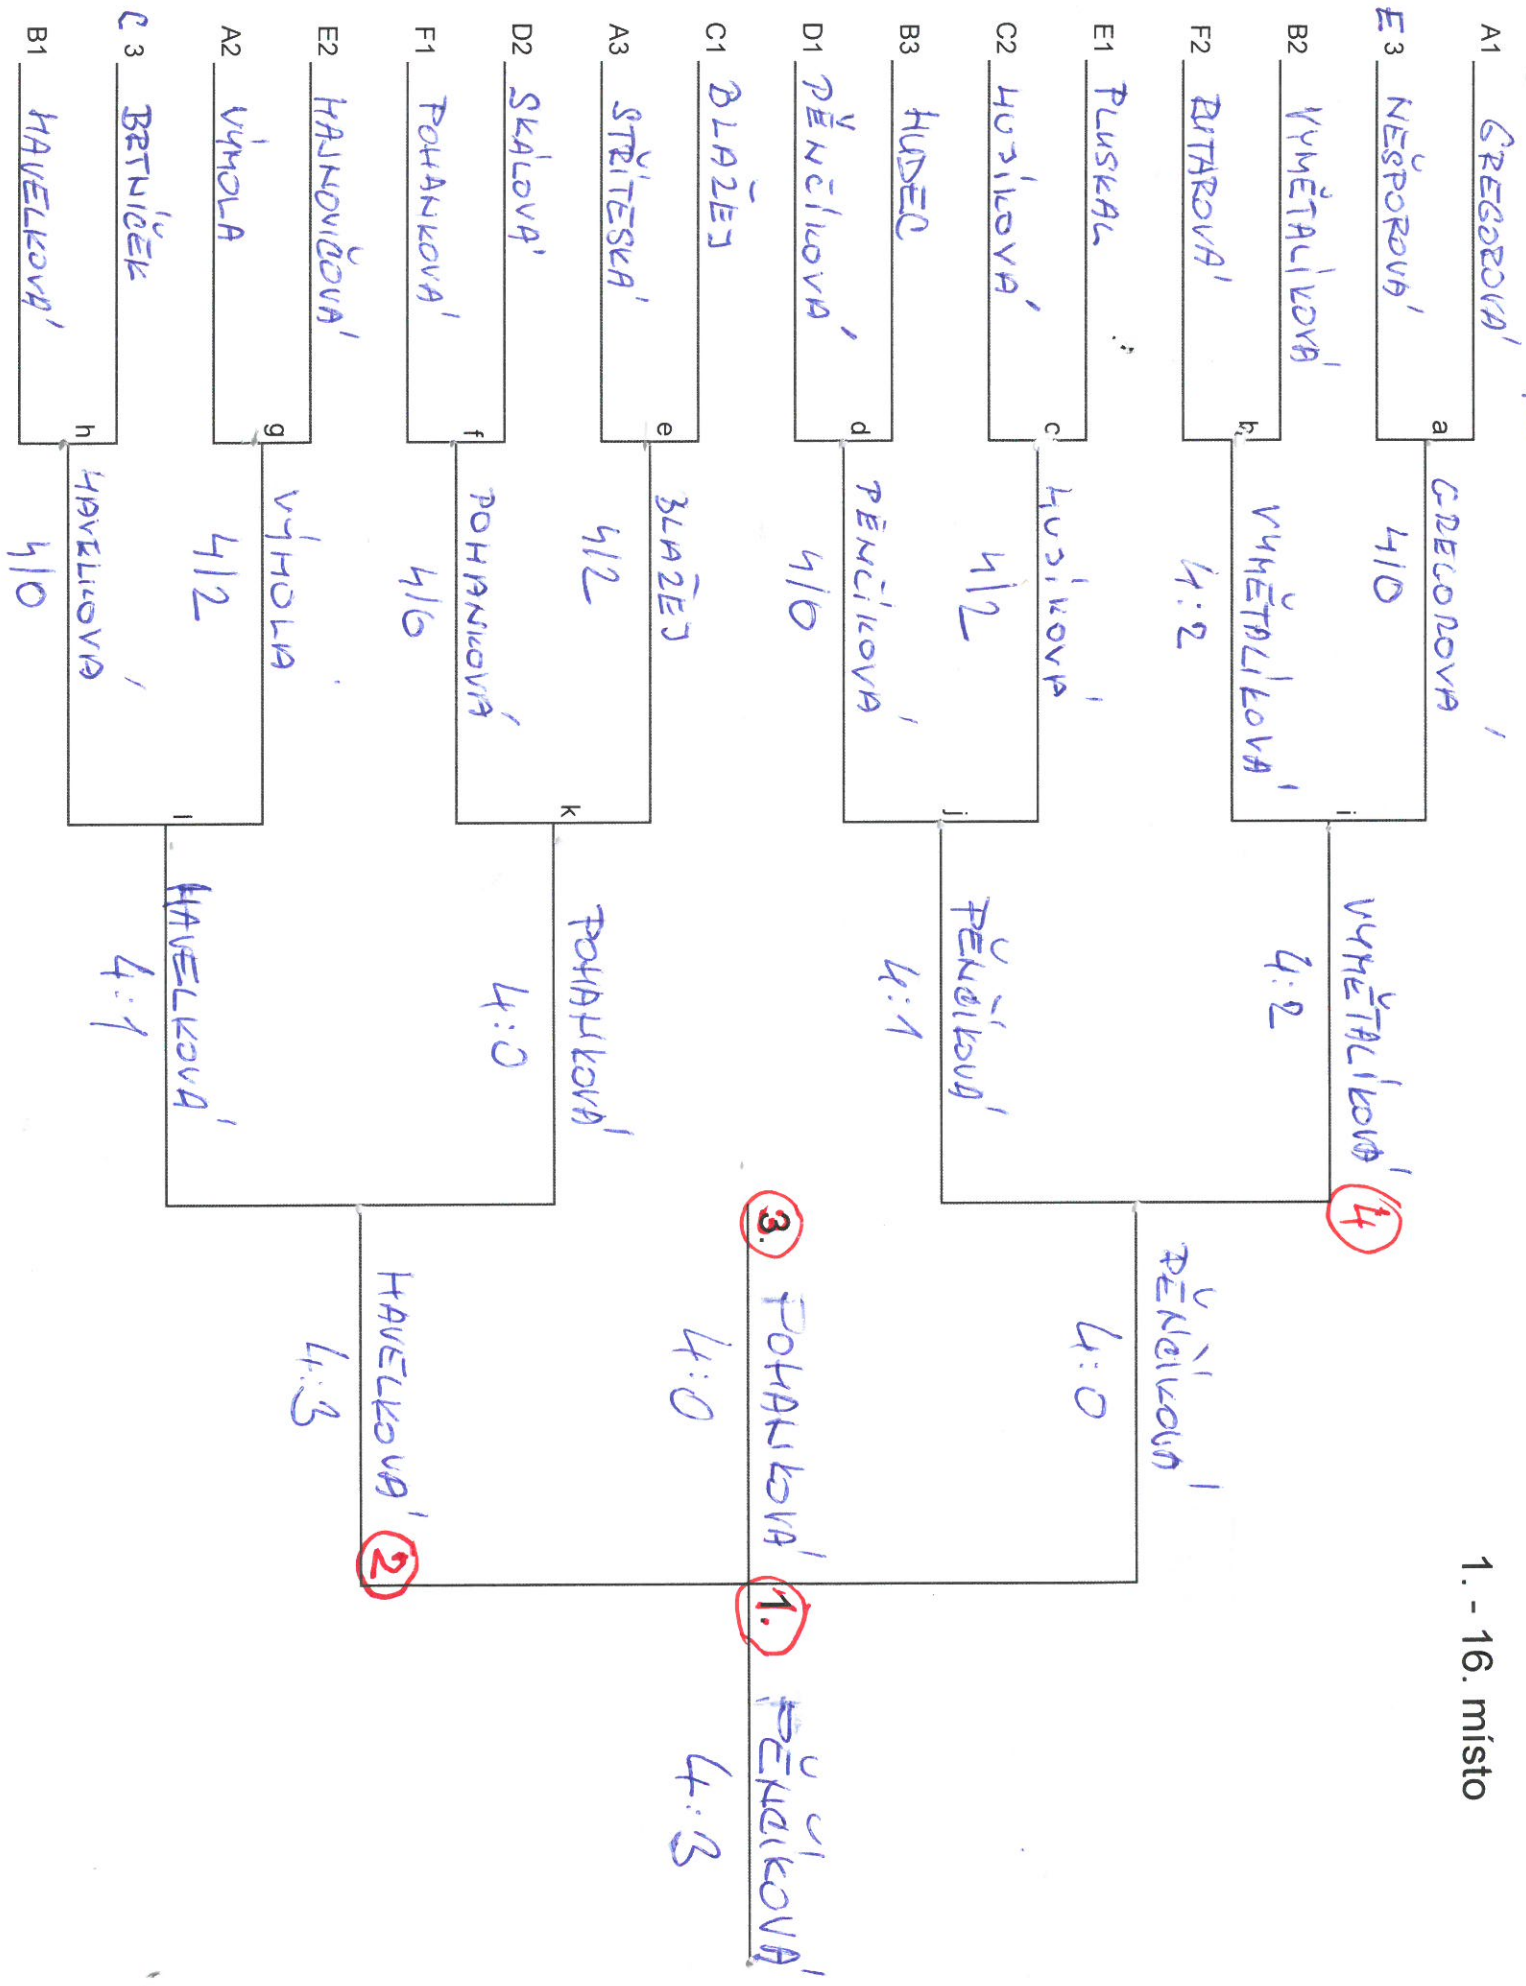 1. - 16. místo
A1 GREGOROVÁ
E 3 NEŠPOROVÁ
B2 VYMĚTALÍKOVÁ
F2 RUTAROVÁ
E1 PLUSKAL
C2 HUSÍKOVÁ
B3 HUDEC
D1 PĚNČÍKOVÁ
C1 BLAŽEJ
A3 STŘÍTESKÁ
D2 SKÁLOVÁ
F1 POHANKOVÁ
E2 HAJNOVIČOVÁ
A2 VÝMOLA
C 3 BRTNÍČEK
B1 HAVELKOVÁ
a GREGOROVÁ
4/0
b VYMĚTALÍKOVÁ
4:2
c HUSÍKOVÁ
4/2
d PĚNČÍKOVÁ
4/0
e BLAŽEJ
4/2
f POHANKOVÁ
4/0
g VÝMOLA
4/2
h HAVELKOVÁ
4/0
i VYMĚTALÍKOVÁ 4
4:2
j PĚNČÍKOVÁ
4:1
k POHANKOVÁ
4:0
l HAVELKOVÁ
4:1
PĚNČÍKOVÁ
4:0
3. POHANKOVÁ
4:0
HAVELKOVÁ 2
4:3
1. PĚNČÍKOVÁ
4:3